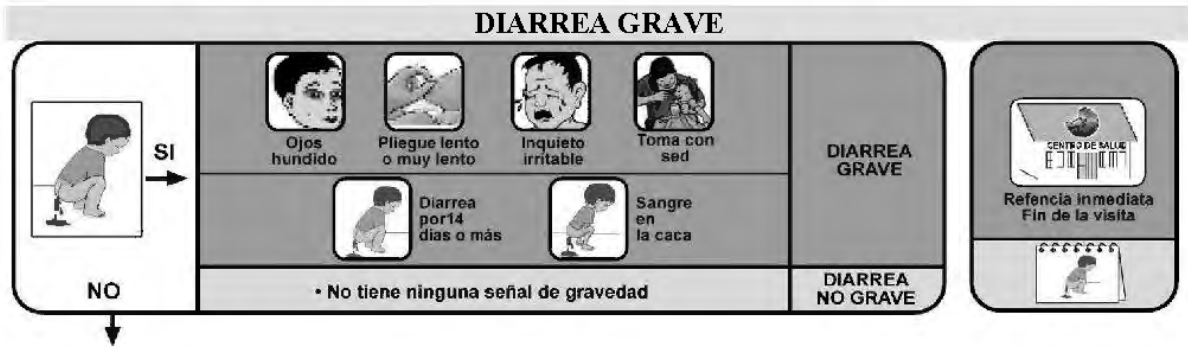 DIARREA GRAVE
SI
Ojos
hundido
Pliegue lento
o muy lento
Inquieto
irritable
Toma con
sed
Diarrea
por14
dias o más
Sangre
en
la caca
DIARREA
GRAVE
CENTRO DE SALUD
Refencia inmediata
Fin de la visita
NO
• No tiene ninguna señal de gravedad
DIARREA
NO GRAVE